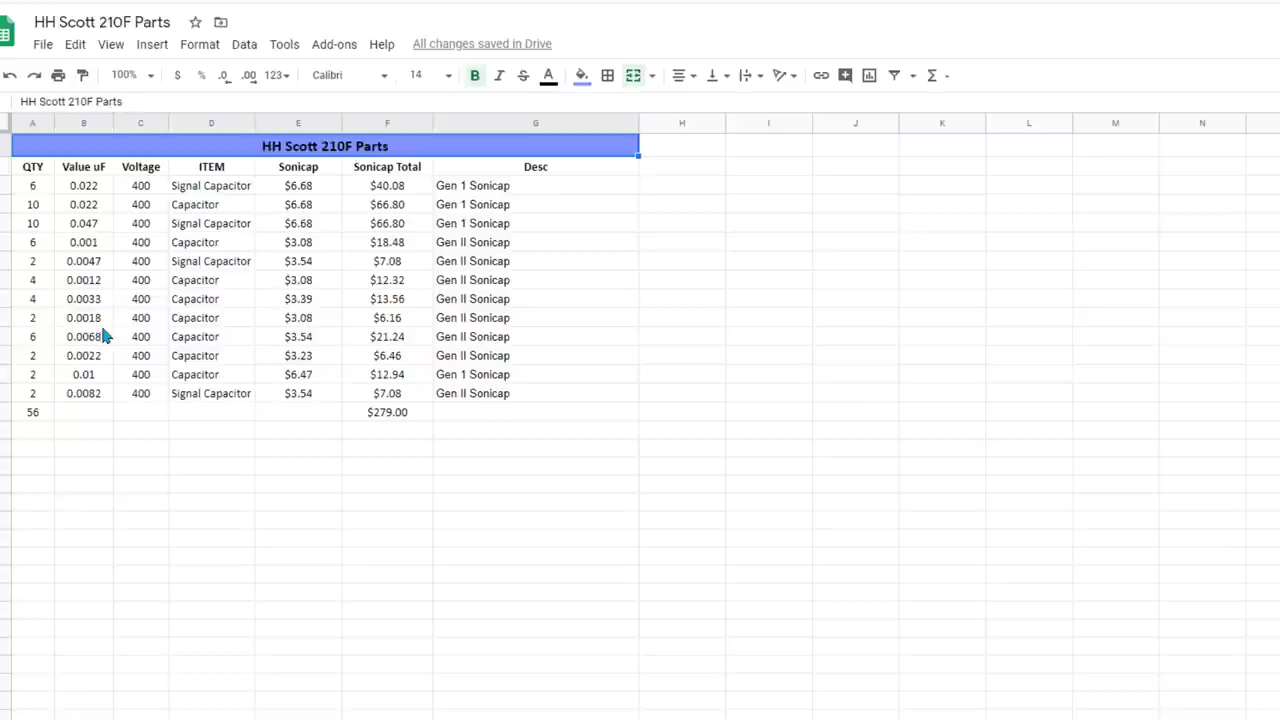 HH Scott 210F Parts
File Edit View Insert Format Data Tools Add-ons Help All changes saved in Drive
100% $ % .0 .00 123 Calibri 14 B I S A Σ
HH Scott 210F Parts
A B C D E F G H I J K L M N
HH Scott 210F Parts
QTY Value uF Voltage ITEM Sonicap Sonicap Total Desc
6 0.022 400 Signal Capacitor $6.68 $40.08 Gen 1 Sonicap
10 0.022 400 Capacitor $6.68 $66.80 Gen 1 Sonicap
10 0.047 400 Signal Capacitor $6.68 $66.80 Gen 1 Sonicap
6 0.001 400 Capacitor $3.08 $18.48 Gen II Sonicap
2 0.0047 400 Signal Capacitor $3.54 $7.08 Gen II Sonicap
4 0.0012 400 Capacitor $3.08 $12.32 Gen II Sonicap
4 0.0033 400 Capacitor $3.39 $13.56 Gen II Sonicap
2 0.0018 400 Capacitor $3.08 $6.16 Gen II Sonicap
6 0.0068 400 Capacitor $3.54 $21.24 Gen II Sonicap
2 0.0022 400 Capacitor $3.23 $6.46 Gen II Sonicap
2 0.01 400 Capacitor $6.47 $12.94 Gen 1 Sonicap
2 0.0082 400 Signal Capacitor $3.54 $7.08 Gen II Sonicap
56 $279.00